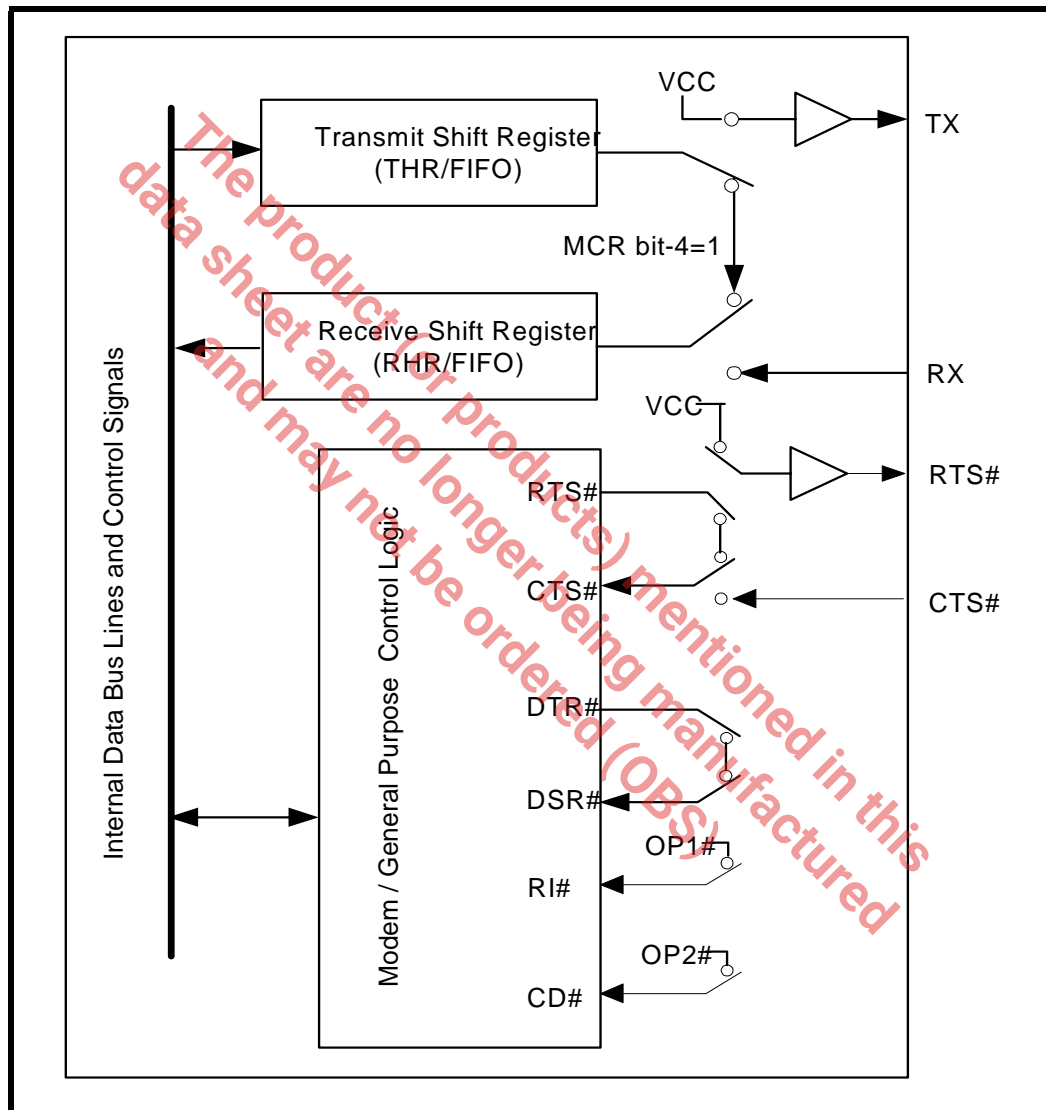 VCC
TX
Transmit Shift Register
(THR/FIFO)
MCR bit-4=1
Receive Shift Register
(RHR/FIFO)
RX
VCC
RTS#
RTS#
CTS#
CTS#
DTR#
DSR#
OP1#
RI#
OP2#
CD#
Internal Data Bus Lines and Control Signals
Modem / General Purpose Control Logic
The product (or products) mentioned in this
data sheet are no longer being manufactured
and may not be ordered (OBS)